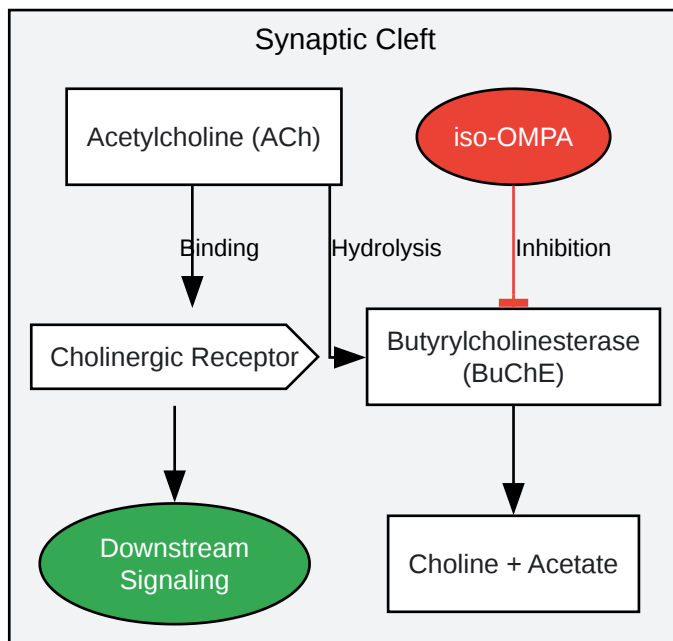 Synaptic Cleft
Acetylcholine (ACh)
iso-OMPA
Binding
Hydrolysis
Inhibition
Cholinergic Receptor
Butyrylcholinesterase
(BuChE)
Downstream
Signaling
Choline + Acetate